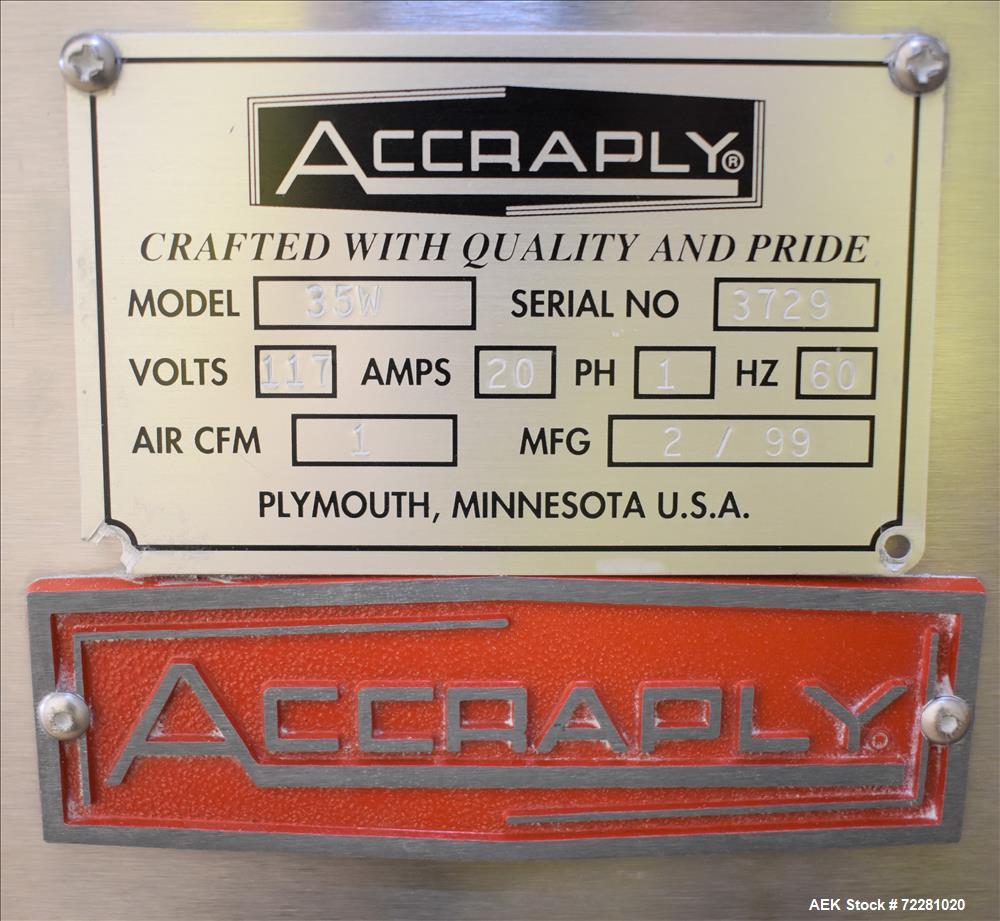 ACCRAPLY®
CRAFTED WITH QUALITY AND PRIDE
MODEL 35W SERIAL NO 3729
VOLTS 117 AMPS 20 PH 1 HZ 60
AIR CFM 1 MFG 2 / 99
PLYMOUTH, MINNESOTA U.S.A.
ACCRAPLY®
AEK Stock # 72281020